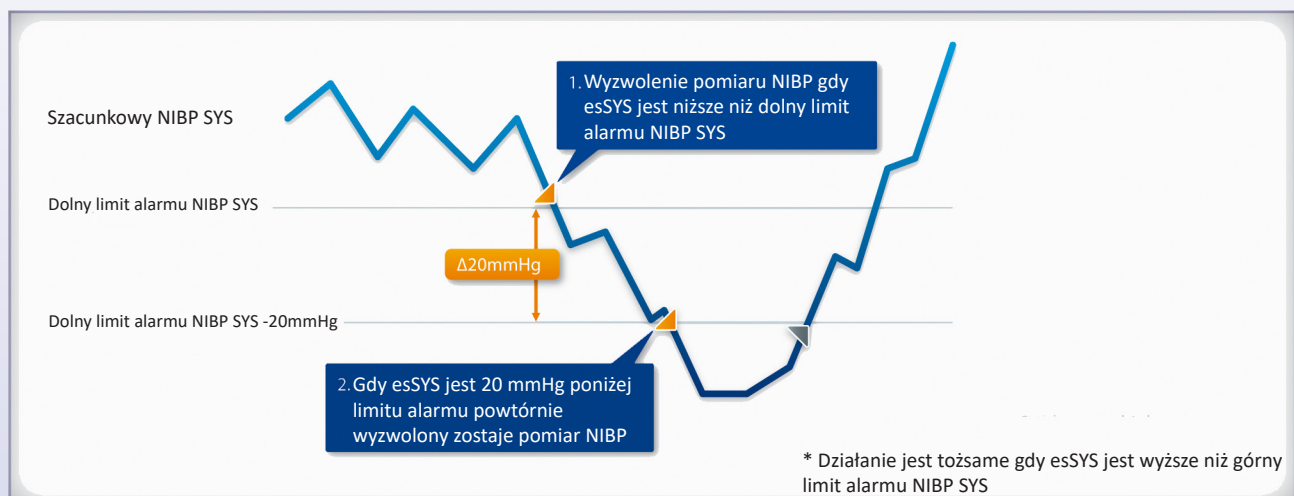 1. Wyzwolenie pomiaru NIBP gdy
esSYS jest niższe niż dolny limit
alarmu NIBP SYS
Szacunkowy NIBP SYS
Dolny limit alarmu NIBP SYS
Δ20mmHg
Dolny limit alarmu NIBP SYS -20mmHg
2. Gdy esSYS jest 20 mmHg poniżej
limitu alarmu powtórnie
wyzwolony zostaje pomiar NIBP
* Działanie jest tożsame gdy esSYS jest wyższe niż górny
limit alarmu NIBP SYS